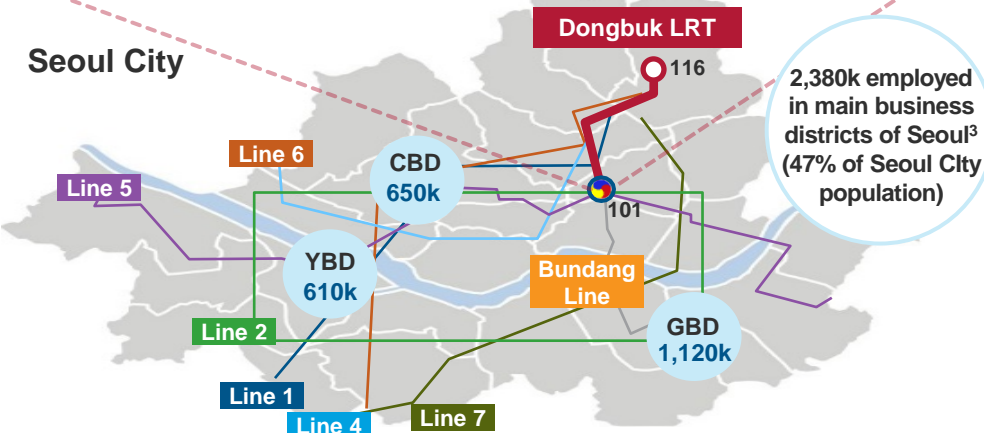 Dongbuk LRT
116
Seoul City
2,380k employed
in main business
districts of Seoul³
(47% of Seoul CIty
population)
Line 6
CBD
650k
Line 5
101
YBD
610k
Bundang
Line
Line 2
GBD
1,120k
Line 1
Line 4
Line 7